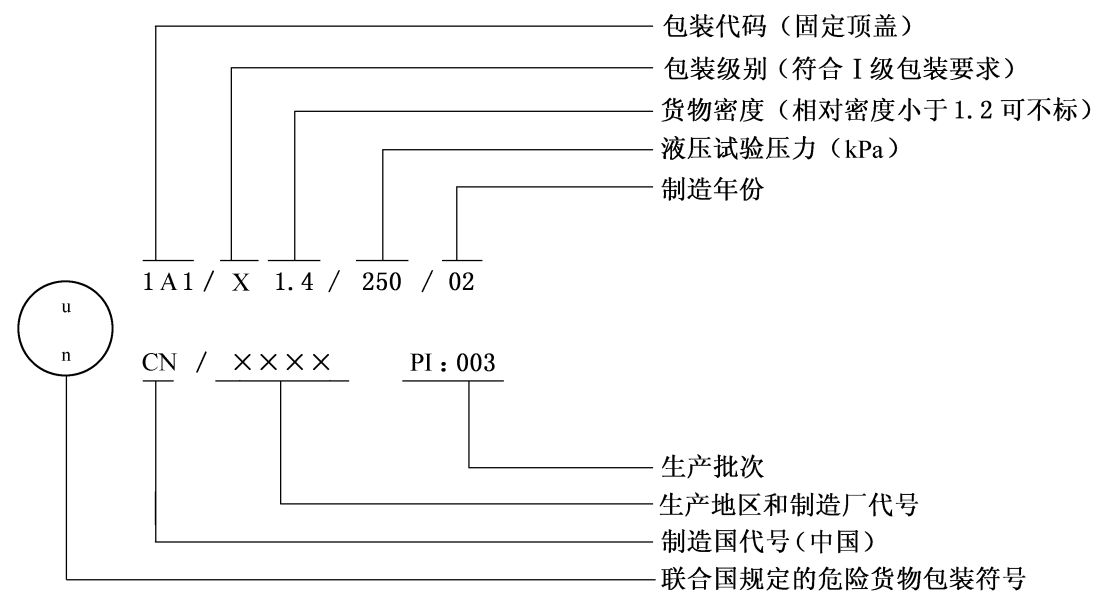 包装代码（固定顶盖）
包装级别（符合Ⅰ级包装要求）
货物密度（相对密度小于1.2可不标）
液压试验压力（kPa）
制造年份
1A1/X 1.4/250/02
u
n
CN/×××× PI:003
生产批次
生产地区和制造厂代号
制造国代号(中国)
联合国规定的危险货物包装符号